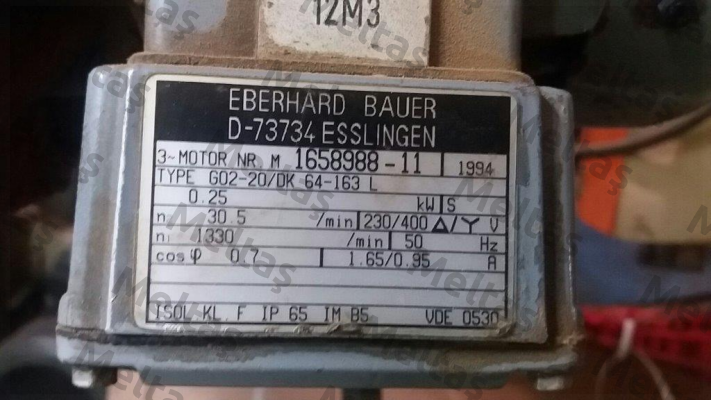 12M3
EBERHARD BAUER
D-73734 ESSLINGEN
3~MOTOR NR M 1658988-11 1994
TYPE G02-20/DK 64-163 L
0.25 kW S
n 30.5 /min 230/400 Δ/Y V
n₁ 1330 /min 50 Hz
cos φ 0.7 1.65/0.95 A
ISOL KL. F IP 65 IM B5 VDE 0530
Meltaş